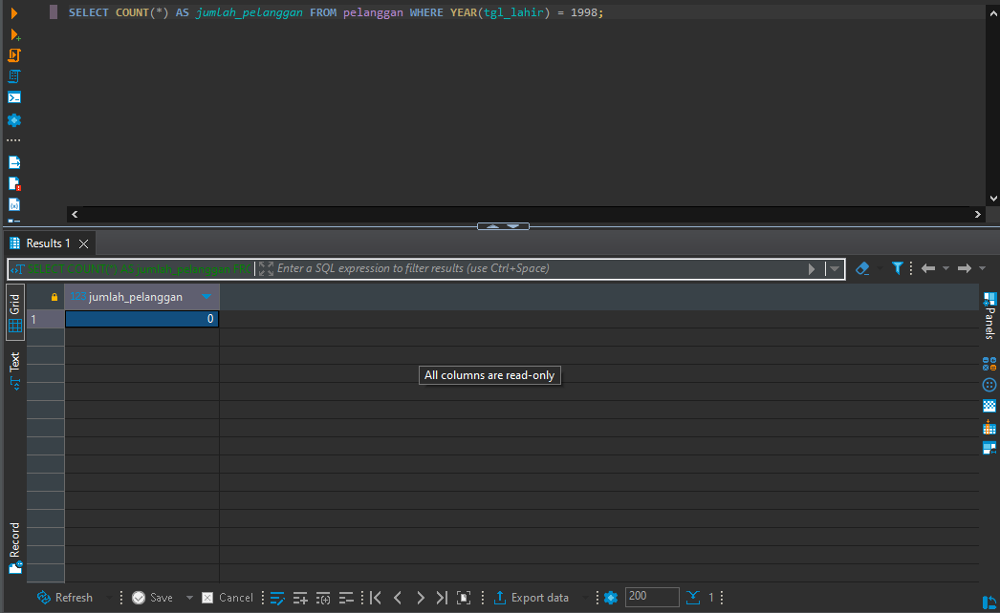 SELECT COUNT(*) AS jumlah_pelanggan FROM pelanggan WHERE YEAR(tgl_lahir) = 1998;
Results 1
SELECT COUNT(*) AS jumlah_pelanggan FRO
Enter a SQL expression to filter results (use Ctrl+Space)
Grid
Text
Record
123 jumlah_pelanggan
1
0
All columns are read-only
Panels
Refresh
Save
Cancel
Export data
200
1